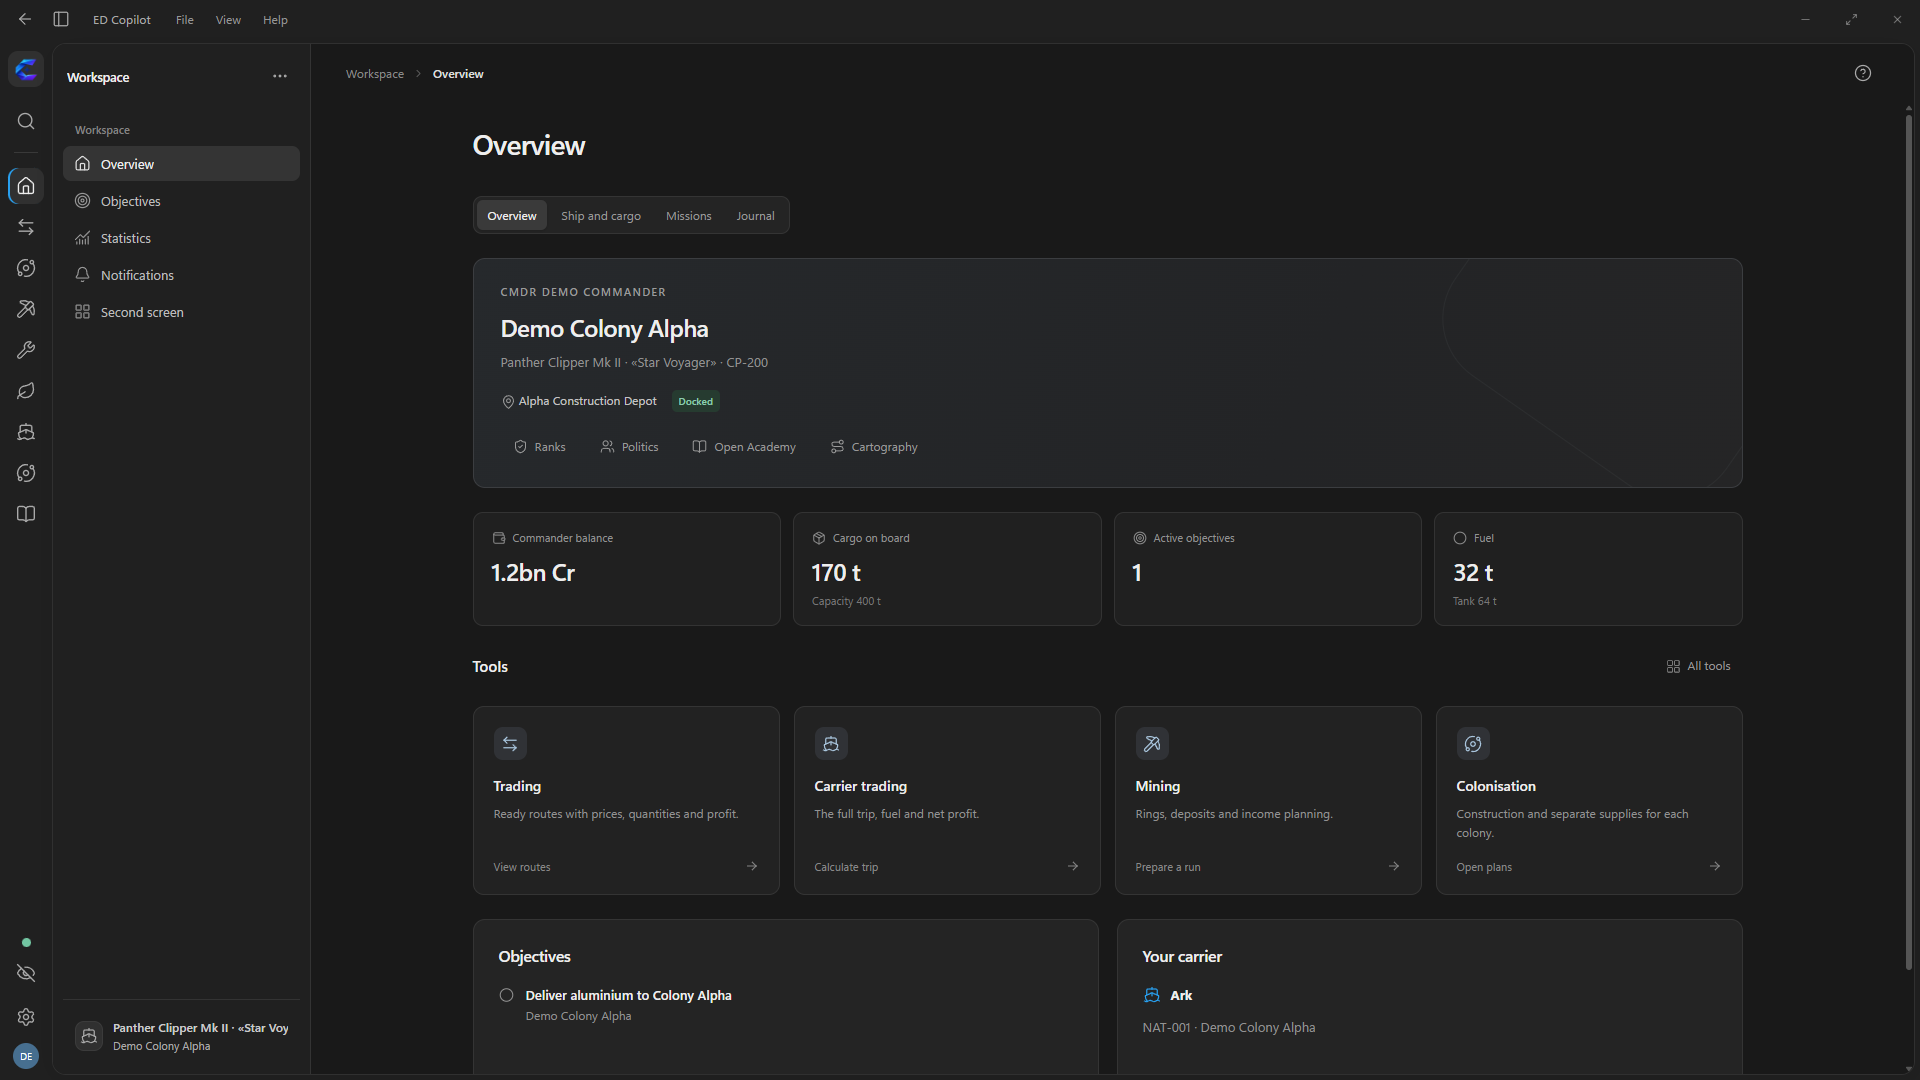 ED Copilot
File
View
Help
Workspace
Workspace
Overview
Objectives
Statistics
Notifications
Second screen
Workspace
Overview
Overview
Overview
Ship and cargo
Missions
Journal
CMDR DEMO COMMANDER
Demo Colony Alpha
Panther Clipper Mk II · «Star Voyager» · CP-200
Alpha Construction Depot
Docked
Ranks
Politics
Open Academy
Cartography
Commander balance
1.2bn Cr
Cargo on board
170 t
Capacity 400 t
Active objectives
1
Fuel
32 t
Tank 64 t
Tools
All tools
Trading
Ready routes with prices, quantities and profit.
View routes
Carrier trading
The full trip, fuel and net profit.
Calculate trip
Mining
Rings, deposits and income planning.
Prepare a run
Colonisation
Construction and separate supplies for each
colony.
Open plans
Objectives
Deliver aluminium to Colony Alpha
Demo Colony Alpha
Your carrier
Ark
NAT-001 · Demo Colony Alpha
Panther Clipper Mk II · «Star Voy
Demo Colony Alpha
DE